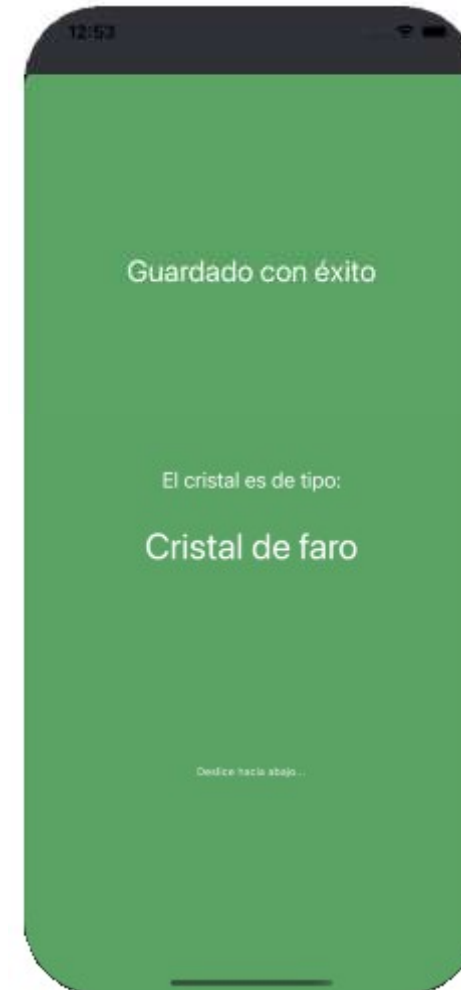 12:53
Guardado con éxito
El cristal es de tipo:
Cristal de faro
Deslice hacia abajo...